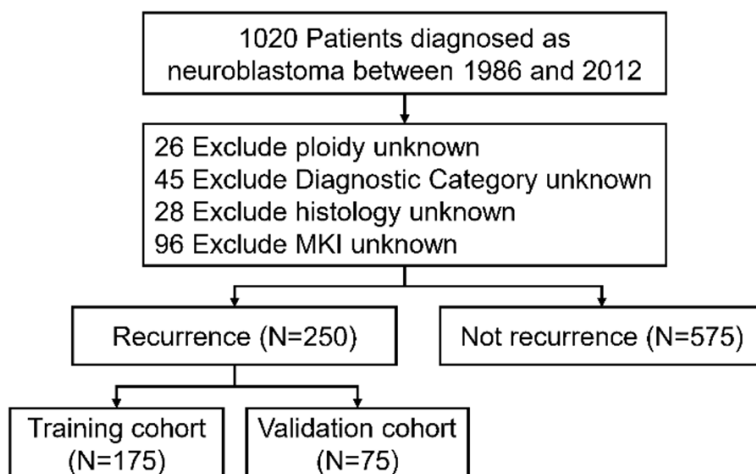 1020 Patients diagnosed as
neuroblastoma between 1986 and 2012
26 Exclude ploidy unknown
45 Exclude Diagnostic Category unknown
28 Exclude histology unknown
96 Exclude MKI unknown
Recurrence (N=250)
Not recurrence (N=575)
Training cohort
(N=175)
Validation cohort
(N=75)